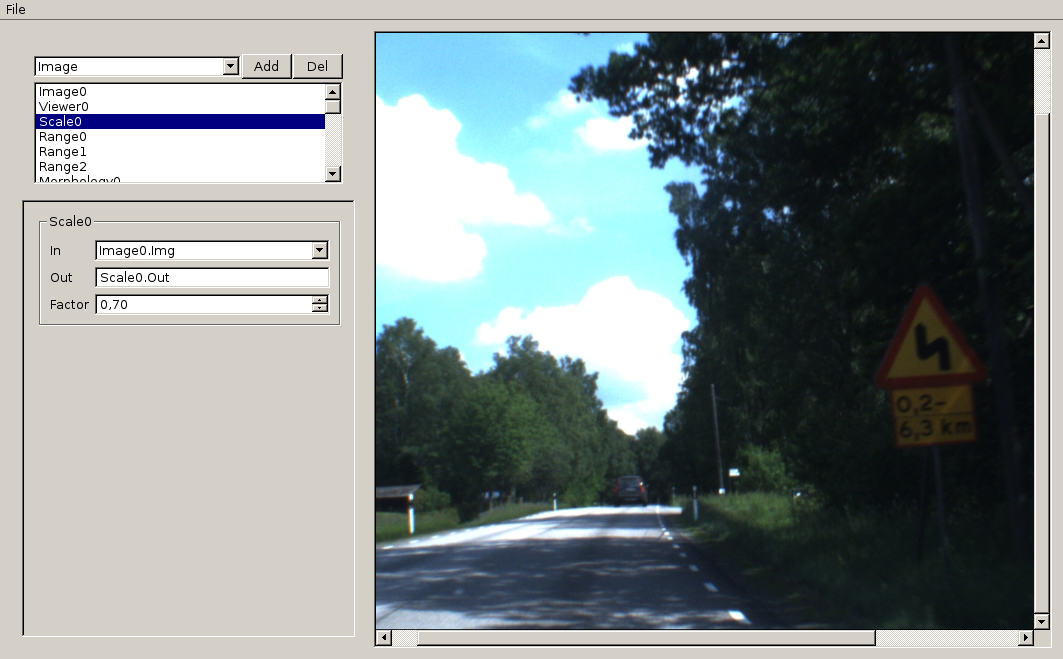 File
Image
Add
Del
Image0
Viewer0
Scale0
Range0
Range1
Range2
Morphology0
Scale0
In
Image0.Img
Out
Scale0.Out
Factor
0,70
0,2-
6,3 km